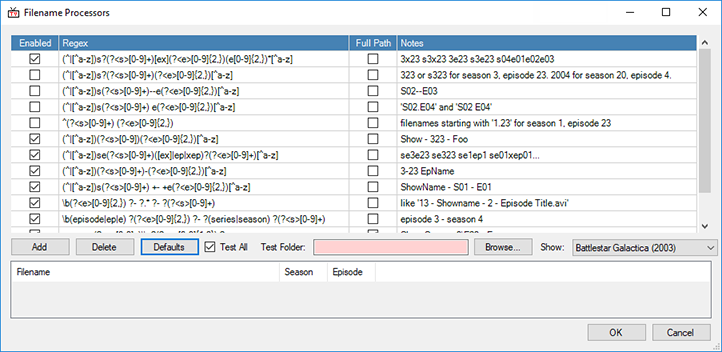 Filename Processors
Enabled Regex Full Path Notes
(^|[^a-z])s?(?<s>[0-9]+)[ex](?<e>[0-9]{2,})(e[0-9]{2,})*[^a-z] 3x23 s3x23 3e23 s3e23 s04e01e02e03
(^|[^a-z])s?(?<s>[0-9]+)(?<e>[0-9]{2,})[^a-z] 323 or s323 for season 3, episode 23. 2004 for season 20, episode 4.
(^|[^a-z])s(?<s>[0-9]+)--e(?<e>[0-9]{2,})[^a-z] S02--E03
(^|[^a-z])s(?<s>[0-9]+) e(?<e>[0-9]{2,})[^a-z] 'S02.E04' and 'S02 E04'
^(?<s>[0-9]+) (?<e>[0-9]{2,}) filenames starting with '1.23' for season 1, episode 23
(^|[^a-z])(?<s>[0-9])(?<e>[0-9]{2,})[^a-z] Show - 323 - Foo
(^|[^a-z])se(?<s>[0-9]+)([ex]|ep|xep)?(?<e>[0-9]+)[^a-z] se3e23 se323 se1ep1 se01xep01...
(^|[^a-z])(?<s>[0-9]+)-(?<e>[0-9]{2,})[^a-z] 3-23 EpName
(^|[^a-z])s(?<s>[0-9]+) +- +e(?<e>[0-9]{2,})[^a-z] ShowName - S01 - E01
\b(?<e>[0-9]{2,}) ?- ?.* ?- ?(?<s>[0-9]+) like '13 - Showname - 2 - Episode Title.avi'
\b(episode|ep|e) ?(?<e>[0-9]{2,}) ?- ?(series|season) ?(?<s>[0-9]+) episode 3 - season 4
Add Delete Defaults Test All Test Folder: Browse... Show: Battlestar Galactica (2003)
Filename Season Episode
OK Cancel